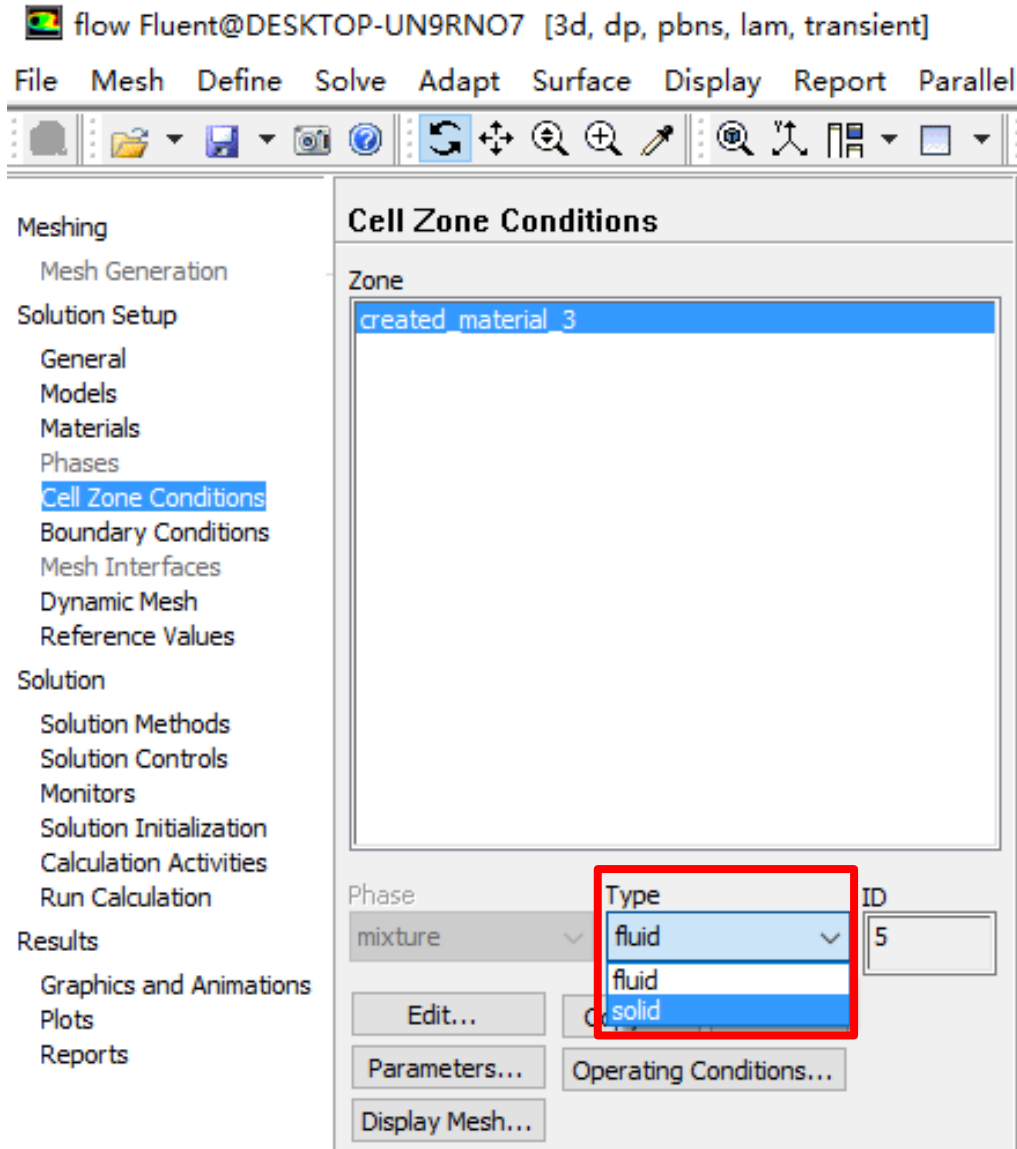 flow Fluent@DESKTOP-UN9RNO7 [3d, dp, pbns, lam, transient]
File Mesh Define Solve Adapt Surface Display Report Parallel
Meshing
Mesh Generation
Solution Setup
General
Models
Materials
Phases
Cell Zone Conditions
Boundary Conditions
Mesh Interfaces
Dynamic Mesh
Reference Values
Solution
Solution Methods
Solution Controls
Monitors
Solution Initialization
Calculation Activities
Run Calculation
Results
Graphics and Animations
Plots
Reports
Cell Zone Conditions
Zone
created_material_3
Phase Type ID
mixture fluid 5
fluid
solid
Edit...
Parameters... Operating Conditions...
Display Mesh...